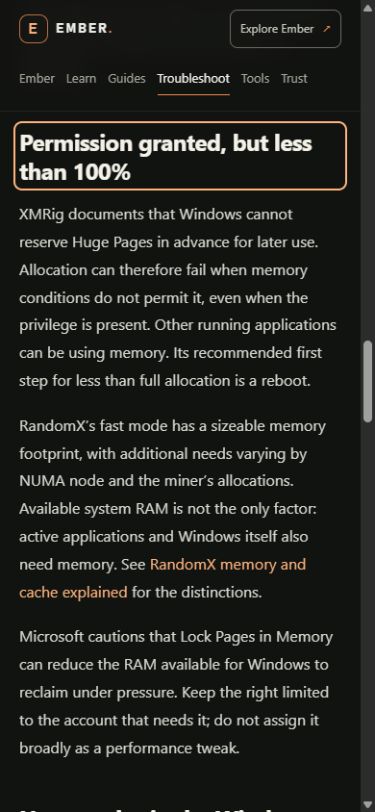 E EMBER.
Explore Ember ↗
Ember Learn Guides Troubleshoot Tools Trust
Permission granted, but less
than 100%
XMRig documents that Windows cannot
reserve Huge Pages in advance for later use.
Allocation can therefore fail when memory
conditions do not permit it, even when the
privilege is present. Other running applications
can be using memory. Its recommended first
step for less than full allocation is a reboot.
RandomX’s fast mode has a sizeable memory
footprint, with additional needs varying by
NUMA node and the miner’s allocations.
Available system RAM is not the only factor:
active applications and Windows itself also
need memory. See RandomX memory and
cache explained for the distinctions.
Microsoft cautions that Lock Pages in Memory
can reduce the RAM available for Windows to
reclaim under pressure. Keep the right limited
to the account that needs it; do not assign it
broadly as a performance tweak.